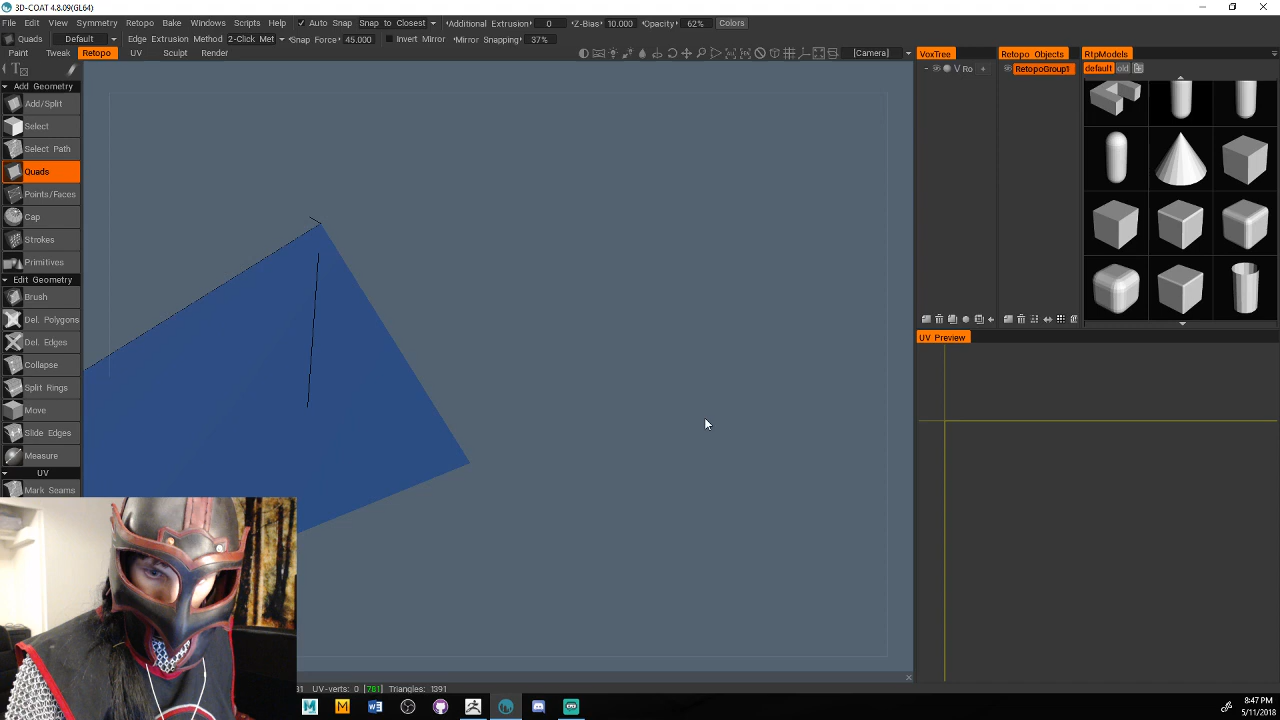 3D-COAT 4.8.09(GL64)
File Edit View Symmetry Retopo Bake Windows Scripts Help Auto Snap Snap to Closest Additional Extrusion 0 Z-Bias 10.000 Opacity 62% Colors
Quads Default Edge Extrusion Method 2-Click Met Snap Force 45.000 Invert Mirror Mirror Snapping 37%
Paint Tweak Retopo UV Sculpt Render [Camera] VoxTree Retopo Objects RtpModels
V Ro + RetopoGroup1 default old
Add Geometry
Add/Split
Select
Select Path
Quads
Points/Faces
Cap
Strokes
Primitives
Edit Geometry
Brush
Del. Polygons
Del. Edges
Collapse
Split Rings
Move
Slide Edges
Measure
UV
Mark Seams
UV Preview
UV-verts: 0 [781] Triangles: 1391
8:47 PM
5/11/2018